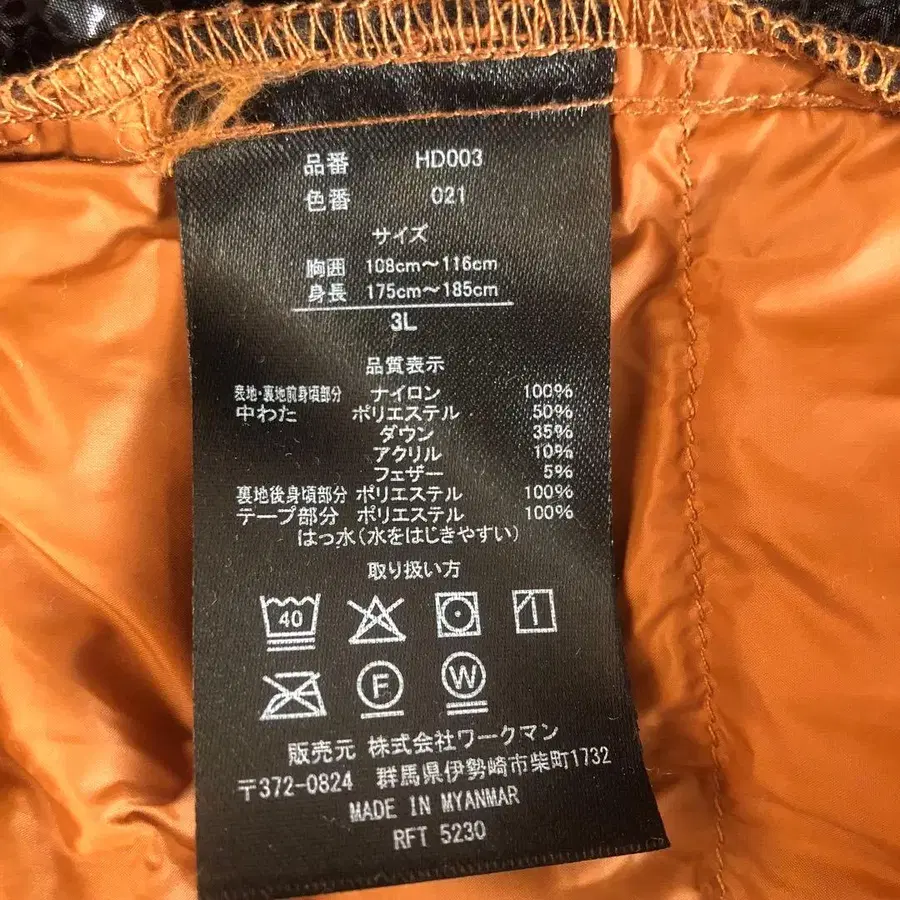 品番 HD003
色番 021
サイズ
胸囲 108cm～116cm
身長 175cm～185cm
3L
品質表示
表地・裏地前身頃部分 ナイロン 100%
中わた ポリエステル 50%
ダウン 35%
アクリル 10%
フェザー 5%
裏地後身頃部分 ポリエステル 100%
テープ部分 ポリエステル 100%
はっ水(水をはじきやすい)
取り扱い方
40
F W
販売元 株式会社ワークマン
〒372-0824 群馬県伊勢崎市柴町1732
MADE IN MYANMAR
RFT 5230